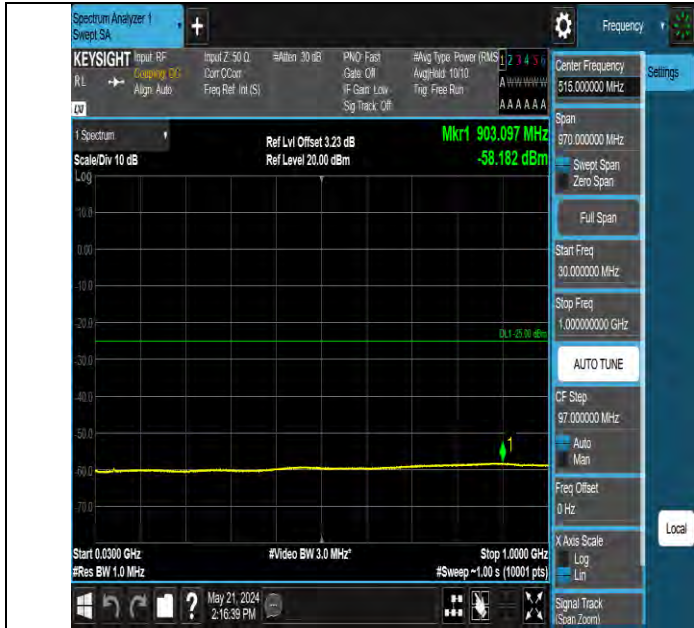 Spectrum Analyzer 1
Swept SA
+
Frequency
KEYSIGHT
RL
Input: RF
Coupling: DC
Align: Auto
Input Z: 50 Ω
Corr CCorr
Freq Ref: Int (S)
#Atten: 30 dB
PNO: Fast
Gate: Off
IF Gain: Low
Sig Track: Off
#Avg Type: Power (RMS
Avg|Hold: 10/10
Trig: Free Run
1 2 3 4 5 6
A W W W W W
A A A A A A
LXI
1 Spectrum
Scale/Div 10 dB
Ref Lvl Offset 3.23 dB
Ref Level 20.00 dBm
Mkr1 903.097 MHz
-58.182 dBm
Log
10.0
0.00
-10.0
-20.0
DL1 -25.00 dBm
-30.0
-40.0
-50.0
1
-60.0
-70.0
Start 0.0300 GHz
#Res BW 1.0 MHz
#Video BW 3.0 MHz*
Stop 1.0000 GHz
#Sweep ~1.00 s (10001 pts)
?
May 21, 2024
2:16:39 PM
Center Frequency
515.000000 MHz
Settings
Span
970.000000 MHz
Swept Span
Zero Span
Full Span
Start Freq
30.000000 MHz
Stop Freq
1.000000000 GHz
AUTO TUNE
CF Step
97.000000 MHz
Auto
Man
Freq Offset
0 Hz
Local
X Axis Scale
Log
Lin
Signal Track
(Span Zoom)